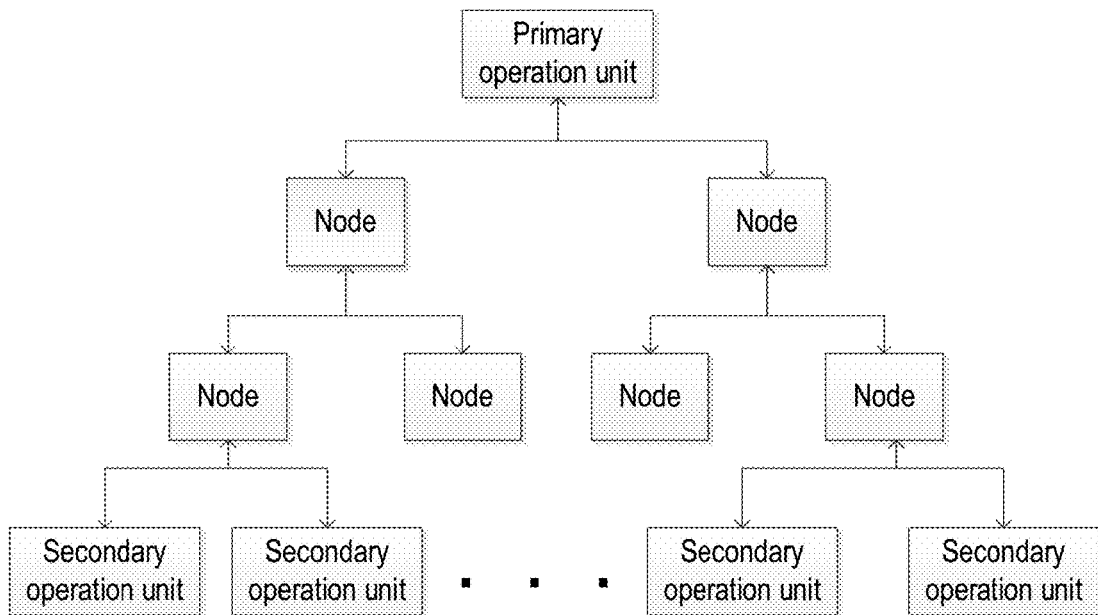 Primary
operation unit
Node
Node
Node
Node
Node
Node
Secondary
operation unit
Secondary
operation unit
. . .
Secondary
operation unit
Secondary
operation unit